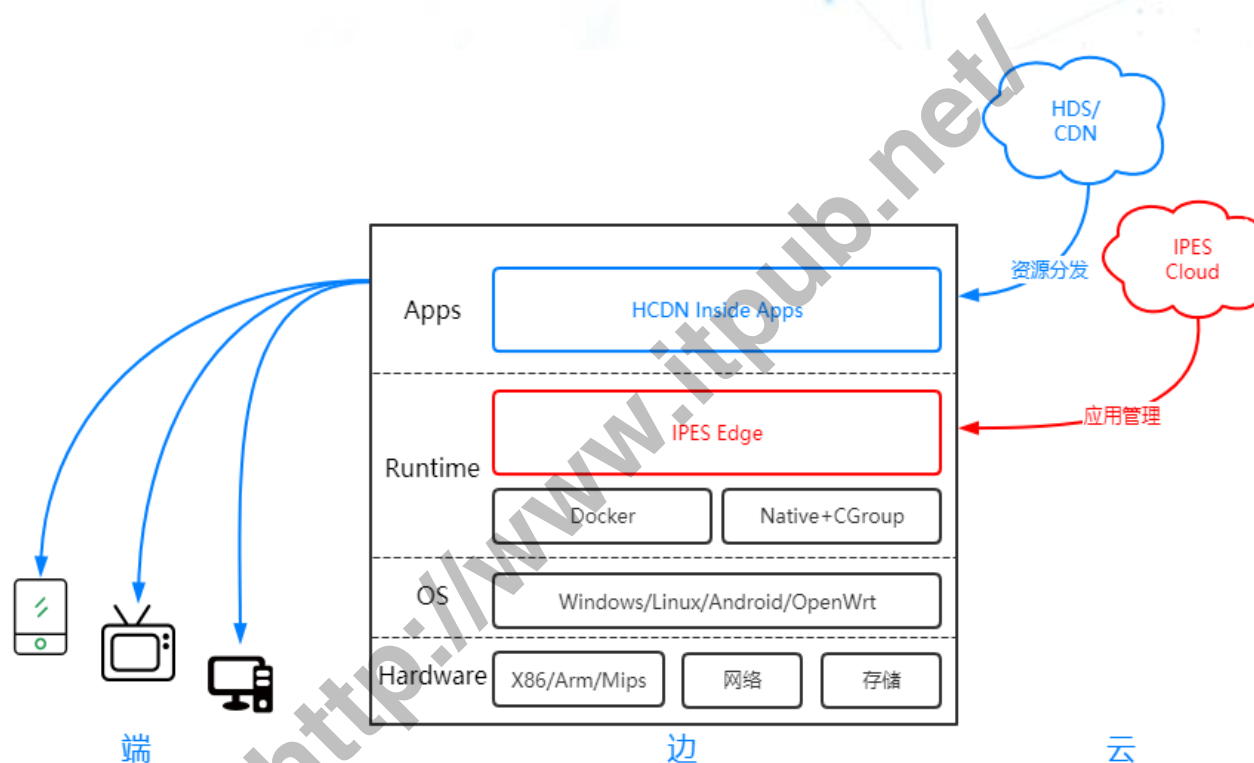 HDS/
CDN
资源分发
IPES
Cloud
应用管理
Apps
HCDN Inside Apps
Runtime
IPES Edge
Docker
Native+CGroup
OS
Windows/Linux/Android/OpenWrt
Hardware
X86/Arm/Mips
网络
存储
端
边
云
http://www.itpub.net/